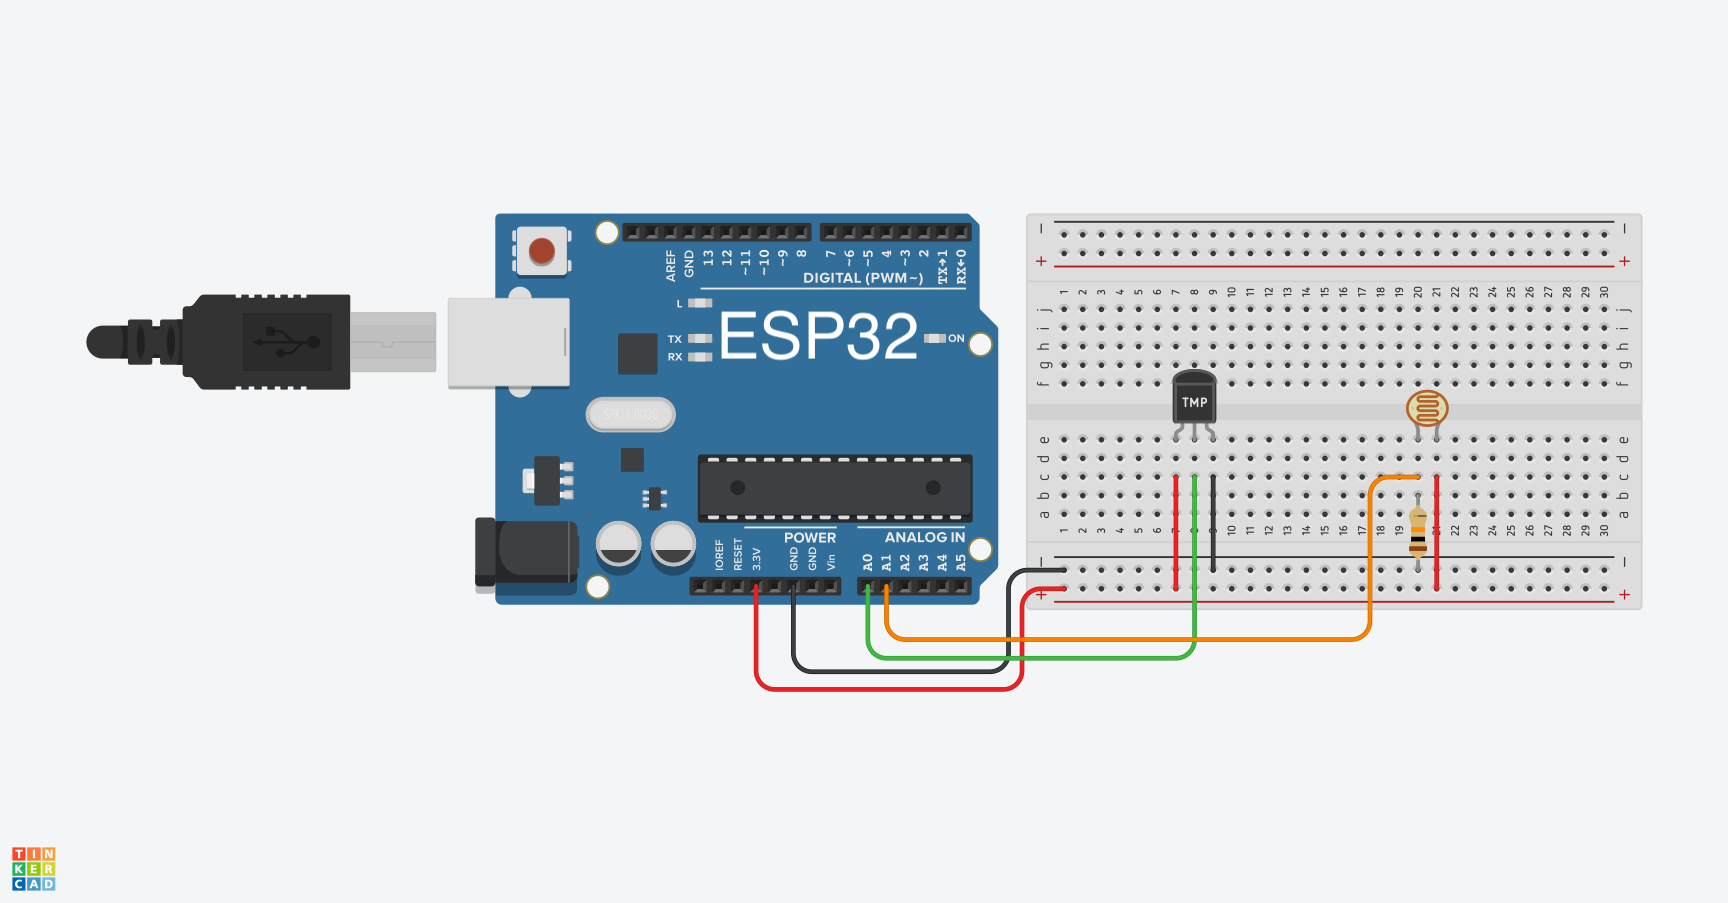 AREF GND 13 12 ~11 ~10 ~9 8 7 ~6 ~5 4 ~3 2 TX→1 RX←0
DIGITAL (PWM~)
L
TX
RX
ESP32
ON
SPK16.000G
POWER
ANALOG IN
IOREF RESET 3.3V GND GND Vin A0 A1 A2 A3 A4 A5
− −
+ +
1 2 3 4 5 6 7 8 9 10 11 12 13 14 15 16 17 18 19 20 21 22 23 24 25 26 27 28 29 30
j j
i i
h h
g g
f f
TMP
e e
d d
c c
b b
a a
1 2 3 4 5 6 7 8 9 10 11 12 13 14 15 16 17 18 19 20 21 22 23 24 25 26 27 28 29 30
− −
+ +
TIN
KER
CAD